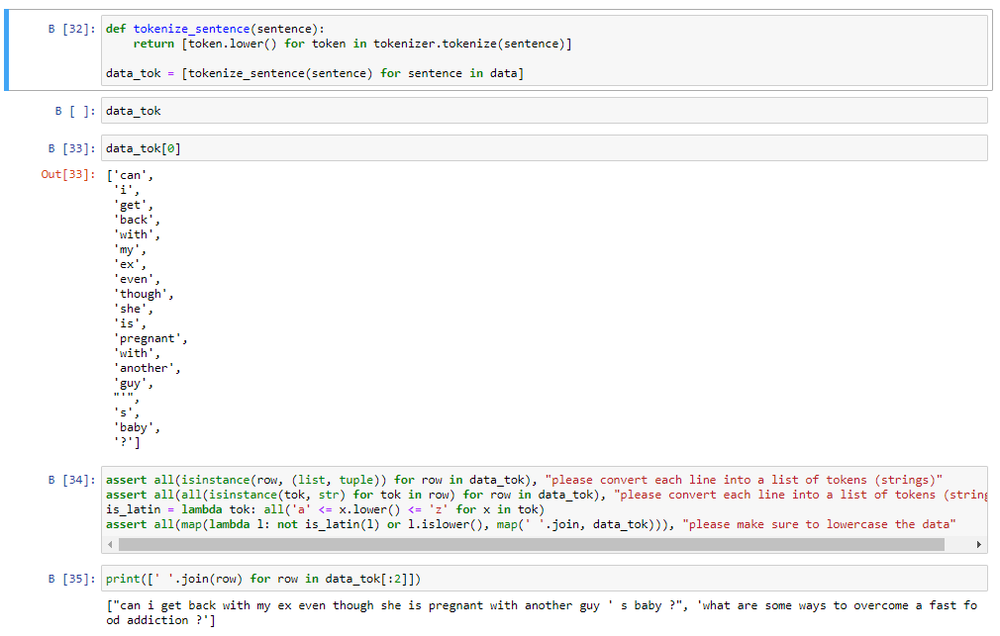 B [32]: def tokenize_sentence(sentence):
    return [token.lower() for token in tokenizer.tokenize(sentence)]
data_tok = [tokenize_sentence(sentence) for sentence in data]
B [ ]: data_tok
B [33]: data_tok[0]
Out[33]: ['can',
 'i',
 'get',
 'back',
 'with',
 'my',
 'ex',
 'even',
 'though',
 'she',
 'is',
 'pregnant',
 'with',
 'another',
 'guy',
 "'",
 's',
 'baby',
 '?']
B [34]: assert all(isinstance(row, (list, tuple)) for row in data_tok), "please convert each line into a list of tokens (strings)"
assert all(all(isinstance(tok, str) for tok in row) for row in data_tok), "please convert each line into a list of tokens (string
is_latin = lambda tok: all('a' <= x.lower() <= 'z' for x in tok)
assert all(map(lambda l: not is_latin(l) or l.islower(), map(' '.join, data_tok))), "please make sure to lowercase the data"
B [35]: print([' '.join(row) for row in data_tok[:2]])
["can i get back with my ex even though she is pregnant with another guy ' s baby ?", 'what are some ways to overcome a fast fo
od addiction ?']